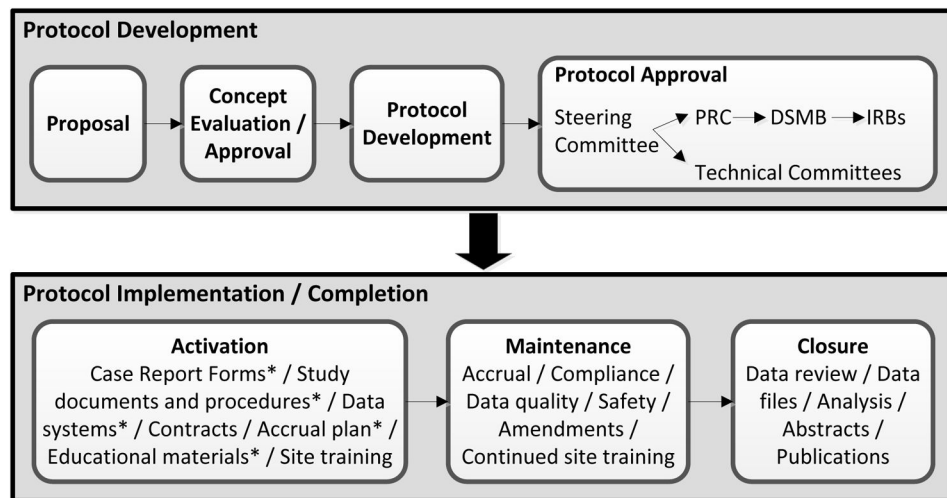 Protocol Development
Proposal
Concept
Evaluation /
Approval
Protocol
Development
Protocol Approval
Steering
Committee
PRC
DSMB
IRBs
Technical Committees
Protocol Implementation / Completion
Activation
Case Report Forms* / Study
documents and procedures* / Data
systems* / Contracts / Accrual plan* /
Educational materials* / Site training
Maintenance
Accrual / Compliance /
Data quality / Safety /
Amendments /
Continued site training
Closure
Data review / Data
files / Analysis /
Abstracts /
Publications